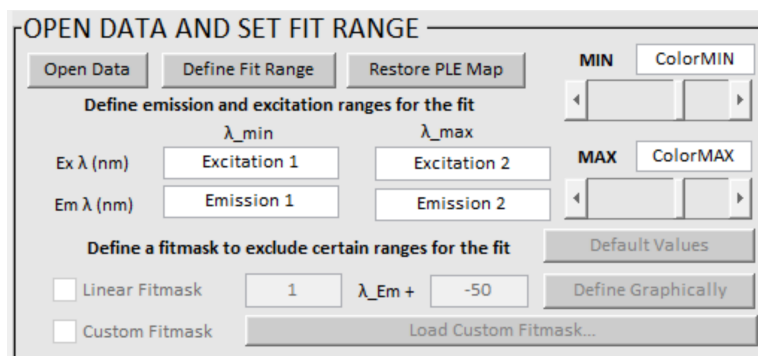 OPEN DATA AND SET FIT RANGE
Open Data Define Fit Range Restore PLE Map MIN ColorMIN
Define emission and excitation ranges for the fit
λ_min λ_max
Ex λ (nm) Excitation 1 Excitation 2 MAX ColorMAX
Em λ (nm) Emission 1 Emission 2
Define a fitmask to exclude certain ranges for the fit Default Values
Linear Fitmask 1 λ_Em + -50 Define Graphically
Custom Fitmask Load Custom Fitmask...